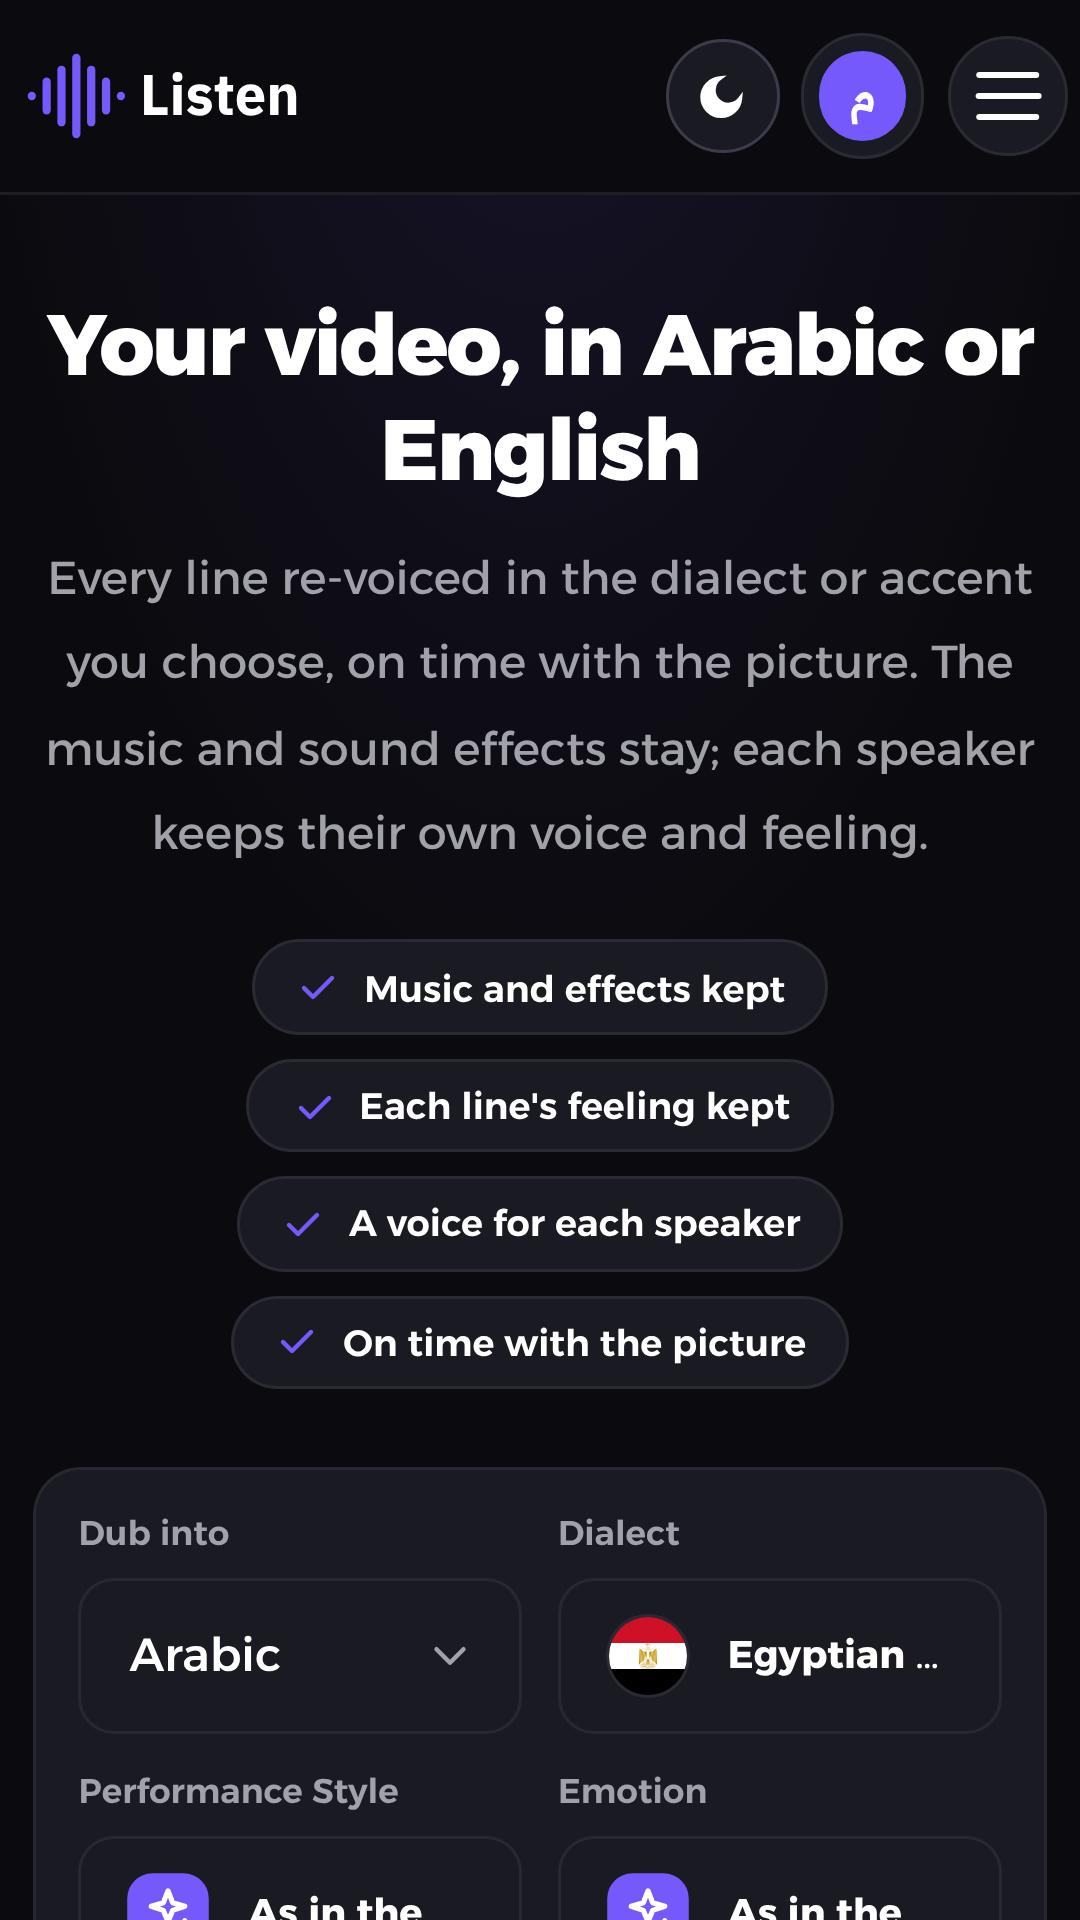 Listen
م
Your video, in Arabic or
English
Every line re-voiced in the dialect or accent
you choose, on time with the picture. The
music and sound effects stay; each speaker
keeps their own voice and feeling.
Music and effects kept
Each line's feeling kept
A voice for each speaker
On time with the picture
Dub into
Dialect
Arabic
Egyptian ...
Performance Style
Emotion
As in the
As in the